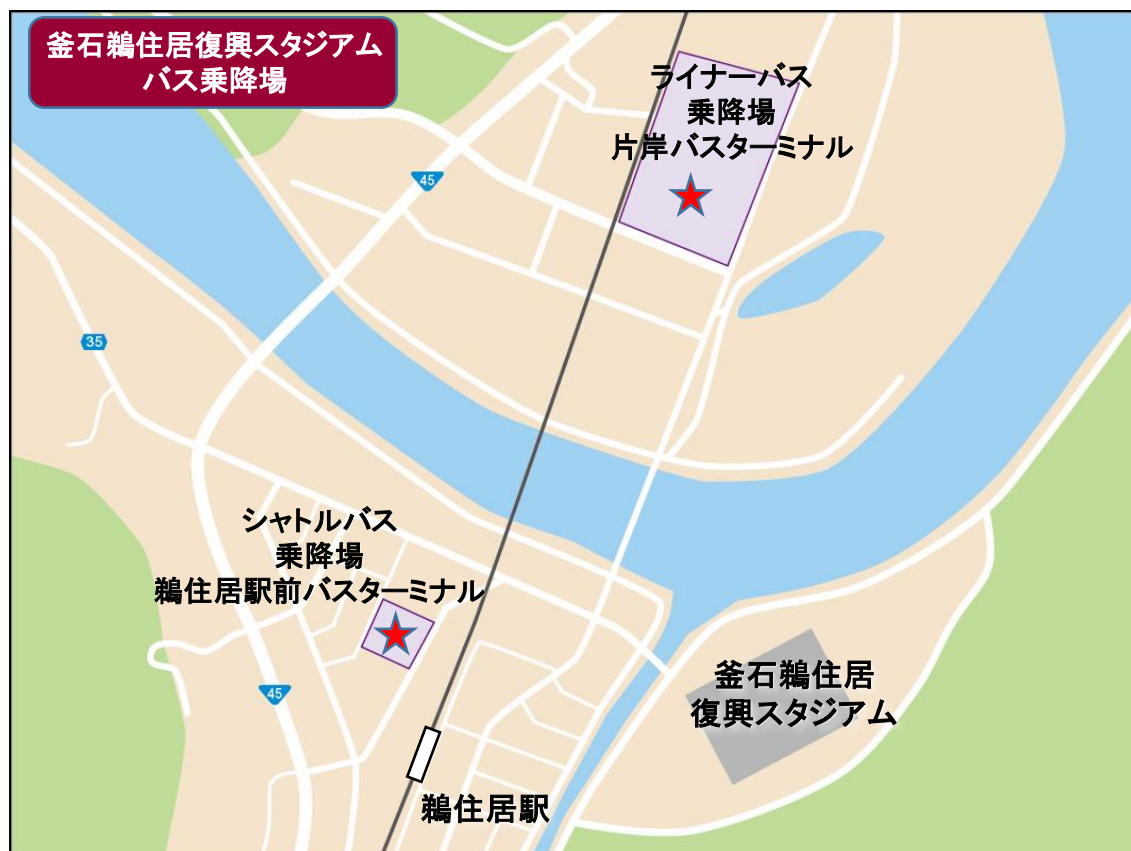 釜石鵜住居復興スタジアム
バス乗降場
ライナーバス
乗降場
片岸バスターミナル
45
35
シャトルバス
乗降場
鵜住居駅前バスターミナル
45
釜石鵜住居
復興スタジアム
鵜住居駅